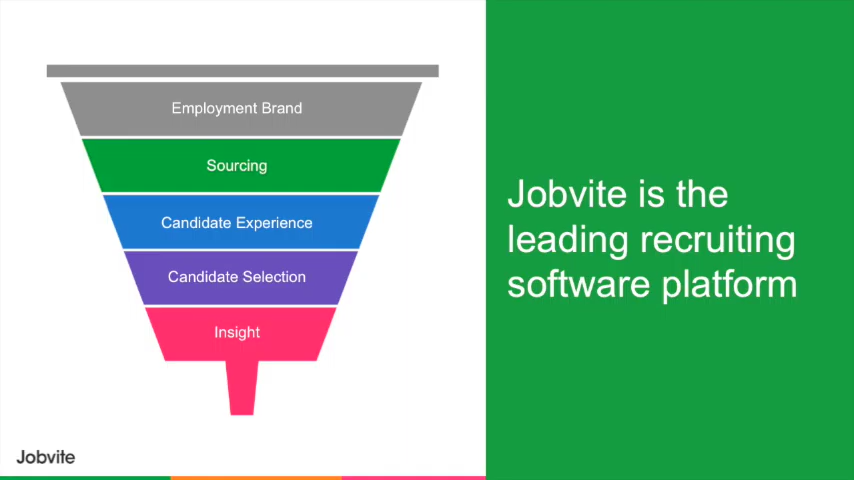 Employment Brand
Sourcing
Candidate Experience
Candidate Selection
Insight
Jobvite is the
leading recruiting
software platform
Jobvite